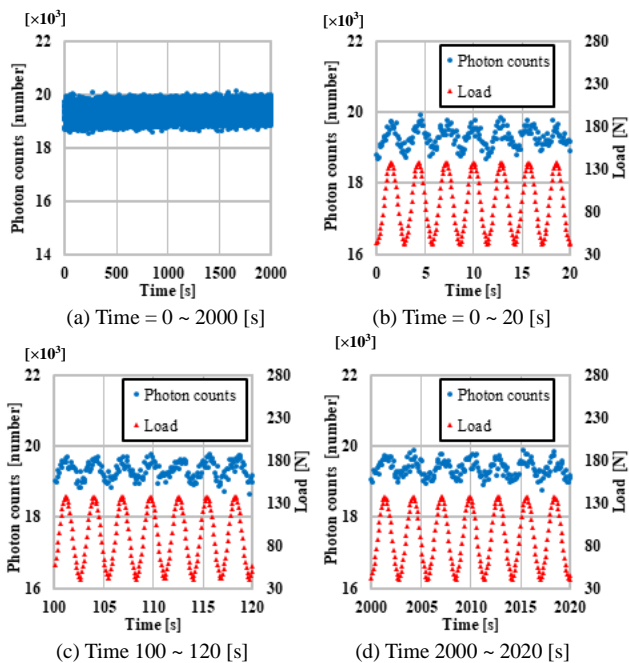 [×10³]
Photon counts [number]
22
20
19
18
16
14
0 500 1000 1500 2000
Time [s]
(a) Time = 0 ~ 2000 [s]
[×10³]
Photon counts [number]
22
20
18
16
Photon counts
Load
280
230
180
130
80
30
Load [N]
0 5 10 15 20
Time [s]
(b) Time = 0 ~ 20 [s]
[×10³]
Photon counts [number]
22
20
18
16
Photon counts
Load
280
230
180
130
80
30
Load [N]
100 105 110 115 120
Time [s]
(c) Time 100 ~ 120 [s]
[×10³]
Photon counts [number]
22
20
18
16
Photon counts
Load
280
230
180
130
80
30
Load [N]
2000 2005 2010 2015 2020
Time [s]
(d) Time 2000 ~ 2020 [s]